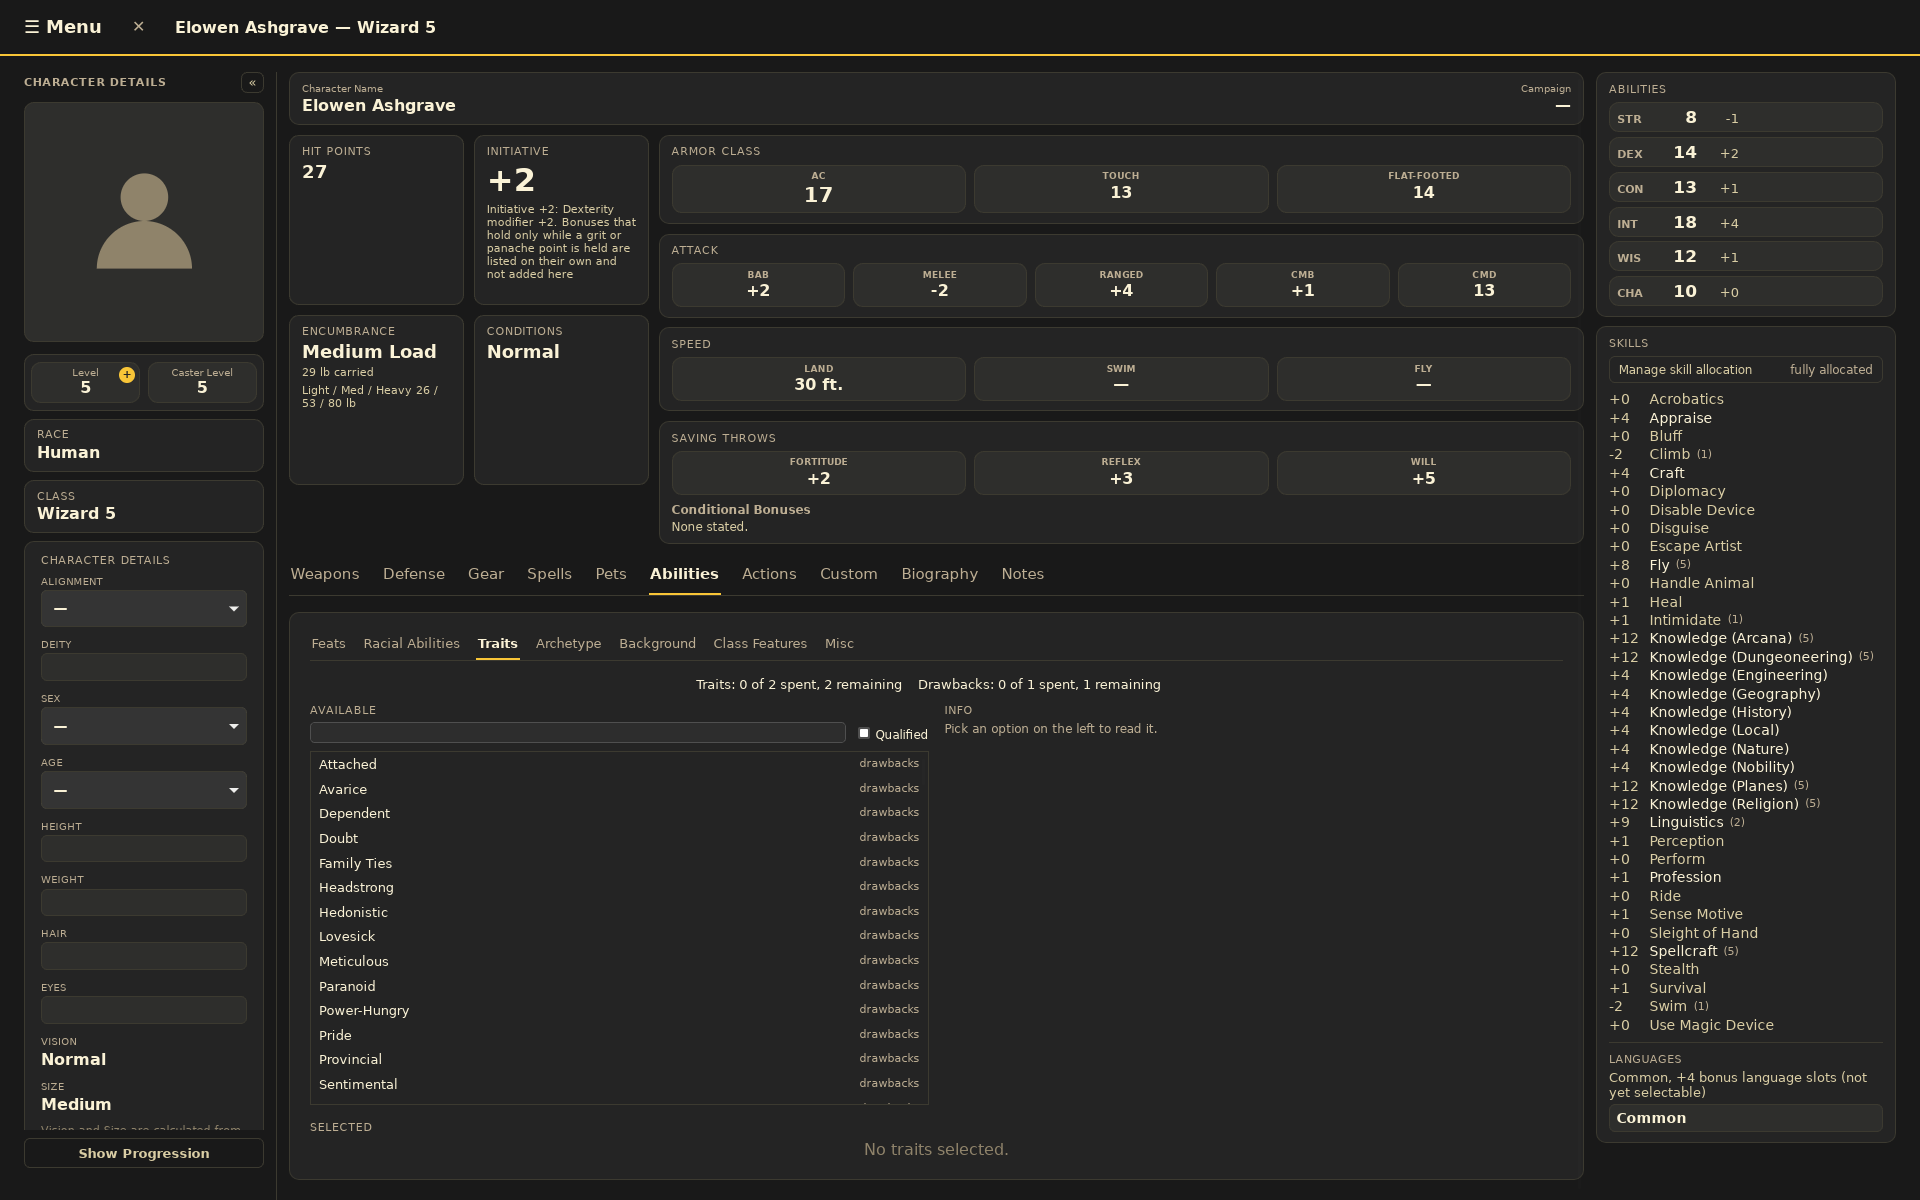 ☰ Menu
✕
Elowen Ashgrave — Wizard 5
CHARACTER DETAILS
«
Level
5
+
Caster Level
5
RACE
Human
CLASS
Wizard 5
CHARACTER DETAILS
ALIGNMENT
—
DEITY
SEX
—
AGE
—
HEIGHT
WEIGHT
HAIR
EYES
VISION
Normal
SIZE
Medium
Vision and Size are calculated from
Show Progression
Character Name
Elowen Ashgrave
Campaign
—
HIT POINTS
27
INITIATIVE
+2
Initiative +2: Dexterity
modifier +2. Bonuses that
hold only while a grit or
panache point is held are
listed on their own and
not added here
ENCUMBRANCE
Medium Load
29 lb carried
Light / Med / Heavy 26 /
53 / 80 lb
CONDITIONS
Normal
ARMOR CLASS
AC
17
TOUCH
13
FLAT-FOOTED
14
ATTACK
BAB
+2
MELEE
-2
RANGED
+4
CMB
+1
CMD
13
SPEED
LAND
30 ft.
SWIM
—
FLY
—
SAVING THROWS
FORTITUDE
+2
REFLEX
+3
WILL
+5
Conditional Bonuses
None stated.
Weapons Defense Gear Spells Pets Abilities Actions Custom Biography Notes
Feats Racial Abilities Traits Archetype Background Class Features Misc
Traits: 0 of 2 spent, 2 remaining Drawbacks: 0 of 1 spent, 1 remaining
AVAILABLE
Qualified
Attached drawbacks
Avarice drawbacks
Dependent drawbacks
Doubt drawbacks
Family Ties drawbacks
Headstrong drawbacks
Hedonistic drawbacks
Lovesick drawbacks
Meticulous drawbacks
Paranoid drawbacks
Power-Hungry drawbacks
Pride drawbacks
Provincial drawbacks
Sentimental drawbacks
INFO
Pick an option on the left to read it.
SELECTED
No traits selected.
ABILITIES
STR 8 -1
DEX 14 +2
CON 13 +1
INT 18 +4
WIS 12 +1
CHA 10 +0
SKILLS
Manage skill allocation fully allocated
+0 Acrobatics
+4 Appraise
+0 Bluff
-2 Climb (1)
+4 Craft
+0 Diplomacy
+0 Disable Device
+0 Disguise
+0 Escape Artist
+8 Fly (5)
+0 Handle Animal
+1 Heal
+1 Intimidate (1)
+12 Knowledge (Arcana) (5)
+12 Knowledge (Dungeoneering) (5)
+4 Knowledge (Engineering)
+4 Knowledge (Geography)
+4 Knowledge (History)
+4 Knowledge (Local)
+4 Knowledge (Nature)
+4 Knowledge (Nobility)
+12 Knowledge (Planes) (5)
+12 Knowledge (Religion) (5)
+9 Linguistics (2)
+1 Perception
+0 Perform
+1 Profession
+0 Ride
+1 Sense Motive
+0 Sleight of Hand
+12 Spellcraft (5)
+0 Stealth
+1 Survival
-2 Swim (1)
+0 Use Magic Device
LANGUAGES
Common, +4 bonus language slots (not
yet selectable)
Common